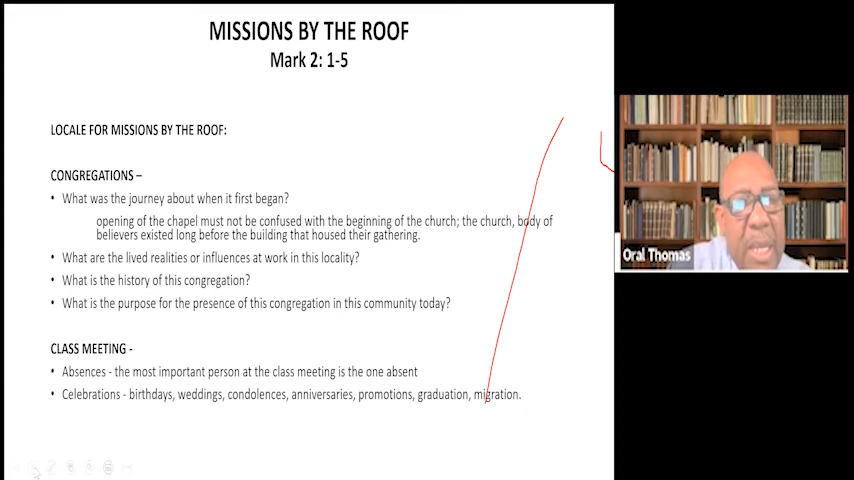 MISSIONS BY THE ROOF
Mark 2: 1-5
LOCALE FOR MISSIONS BY THE ROOF:
CONGREGATIONS –
• What was the journey about when it first began?
opening of the chapel must not be confused with the beginning of the church; the church, body of
believers existed long before the building that housed their gathering.
• What are the lived realities or influences at work in this locality?
• What is the history of this congregation?
• What is the purpose for the presence of this congregation in this community today?
CLASS MEETING -
• Absences - the most important person at the class meeting is the one absent
• Celebrations - birthdays, weddings, condolences, anniversaries, promotions, graduation, migration.
Oral Thomas